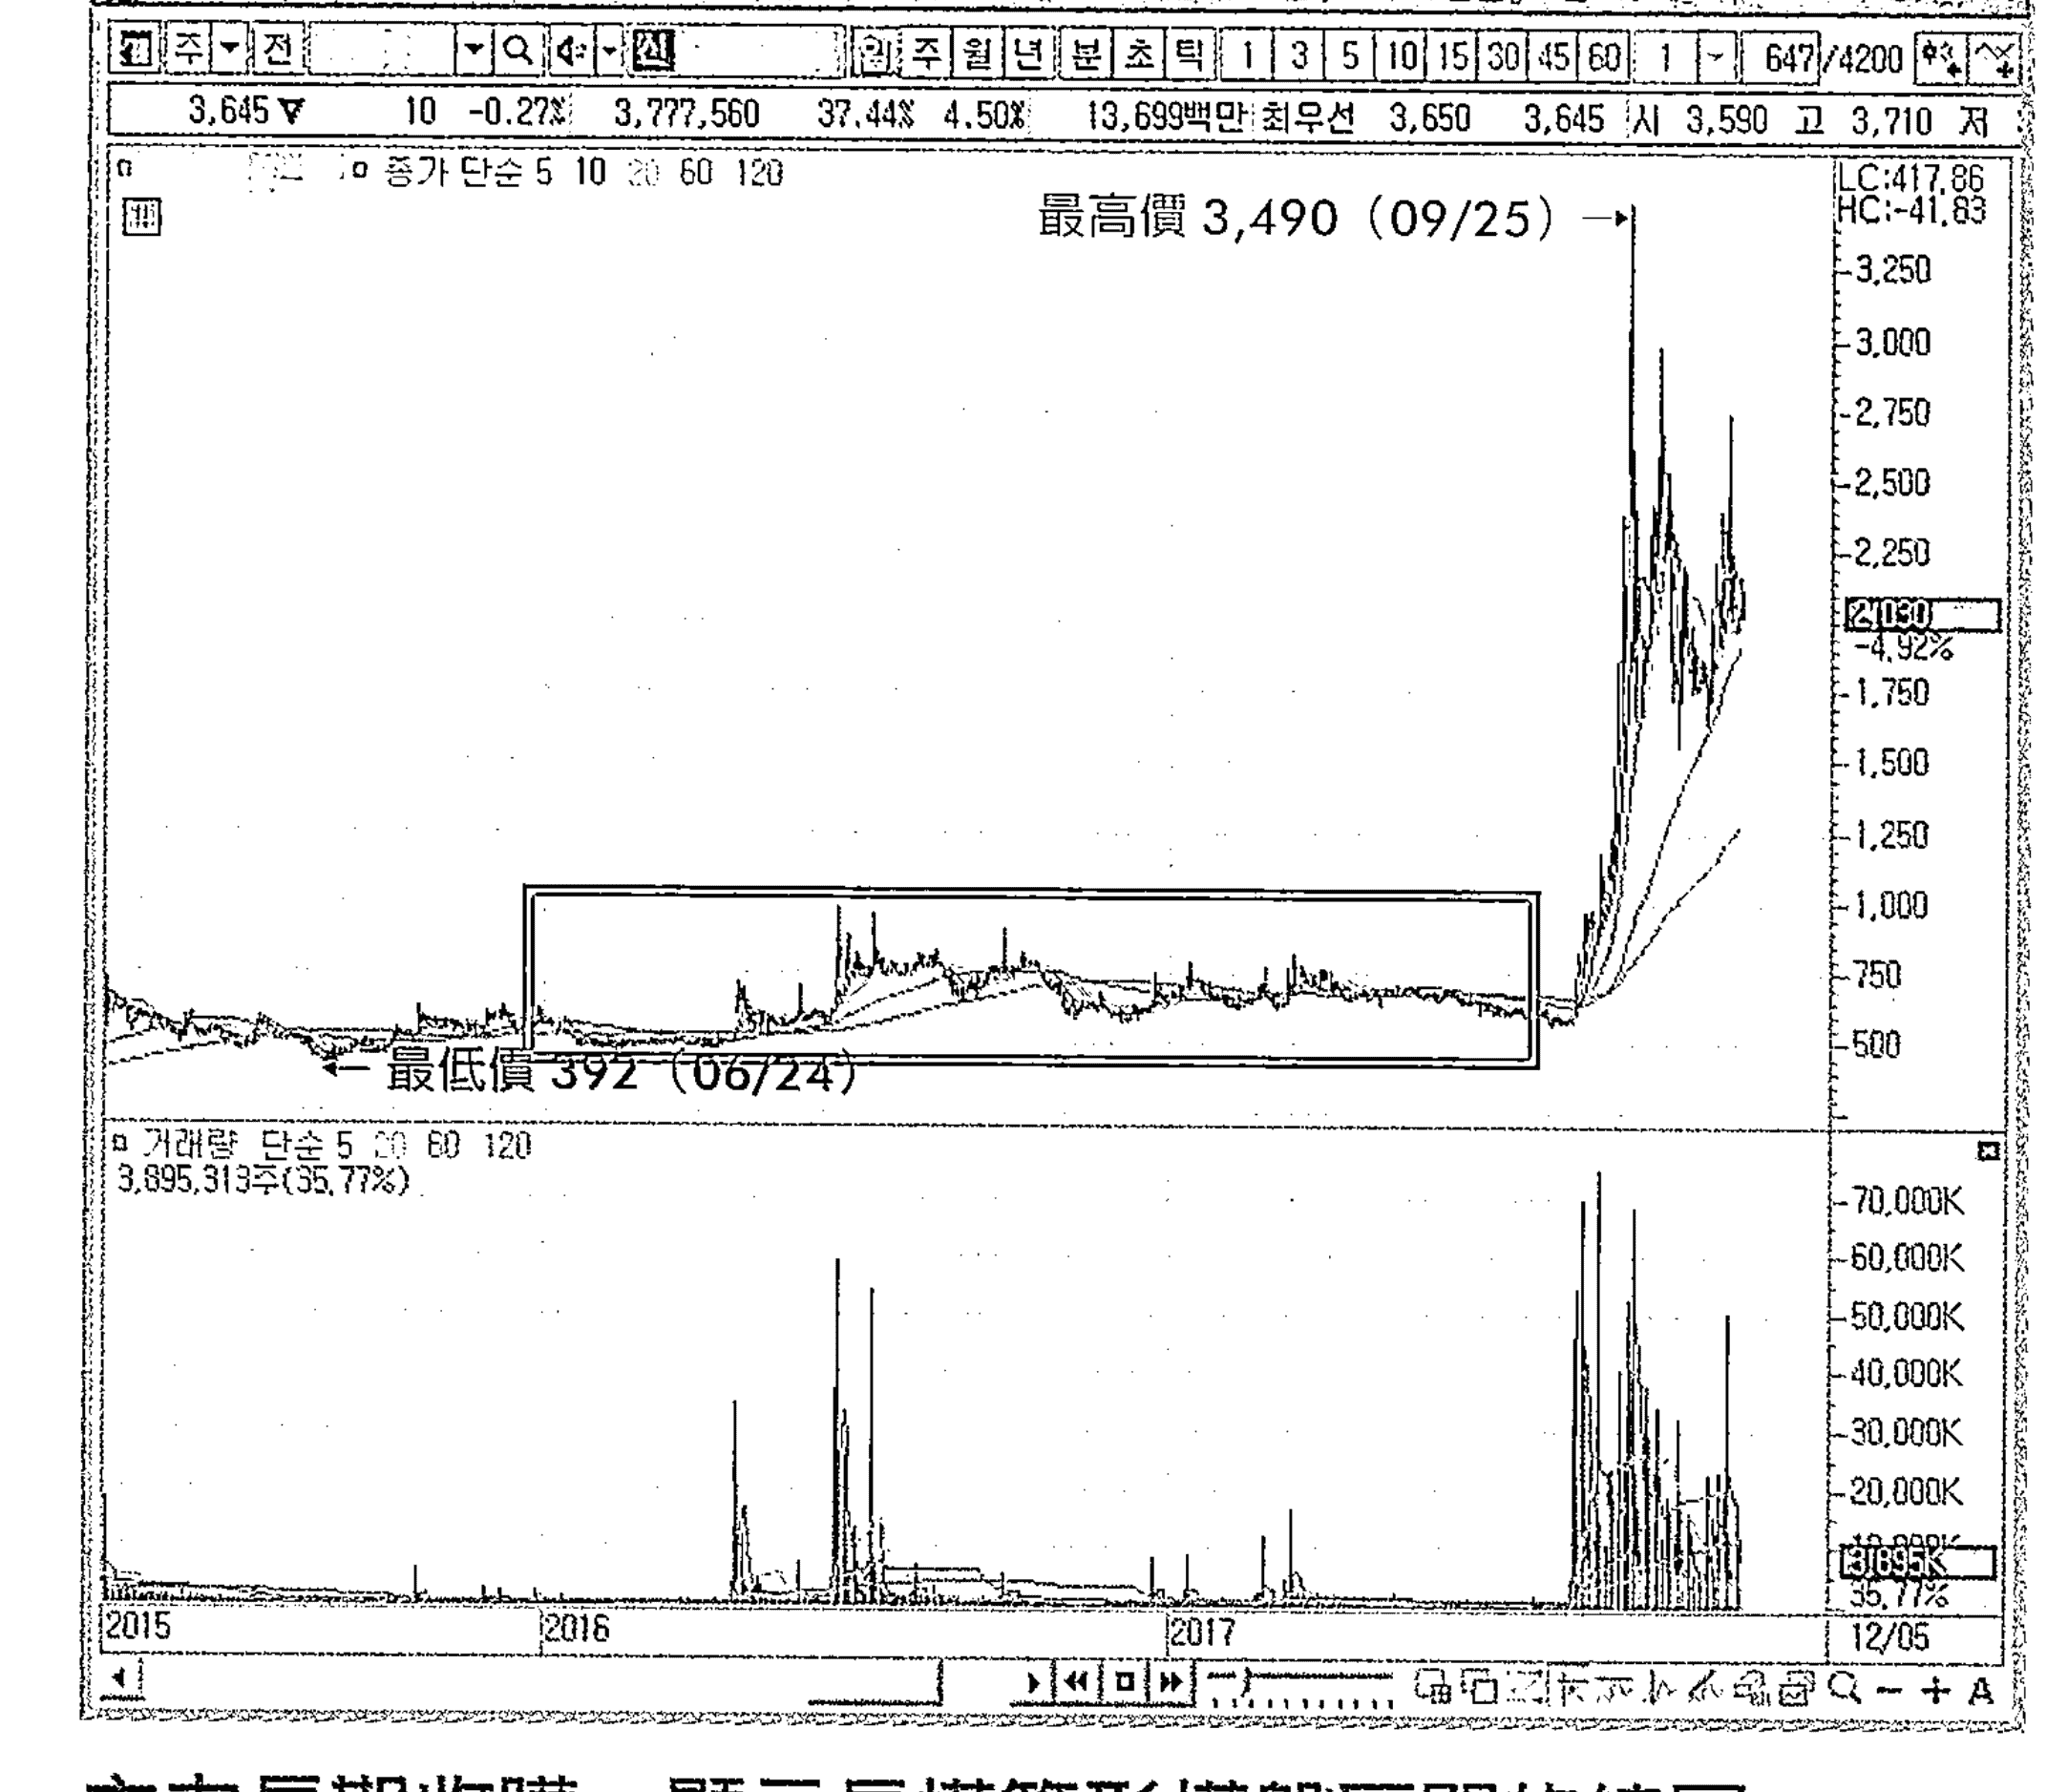 주 전 주 월 년 분 초 틱 1 3 5 10 15 30 45 60 1 647/4200
3,645 ▽ 10 -0.27% 3,777,560 37.44% 4.50% 13,699백만 최우선 3,650 3,645 시 3,590 고 3,710 저
종가 단순 5 10 20 60 120
LC:417.86
HC:-41.83
最高價 3,490（09/25）
3,250
3,000
2,750
2,500
2,250
2,030
-4.92%
1,750
1,500
1,250
1,000
750
500
最低價 392（06/24）
거래량 단순 5 20 60 120
3,895,313주(35.77%)
70,000K
60,000K
50,000K
40,000K
30,000K
20,000K
10,000K
3,895K
35.77%
2015 2016 2017 12/05
A